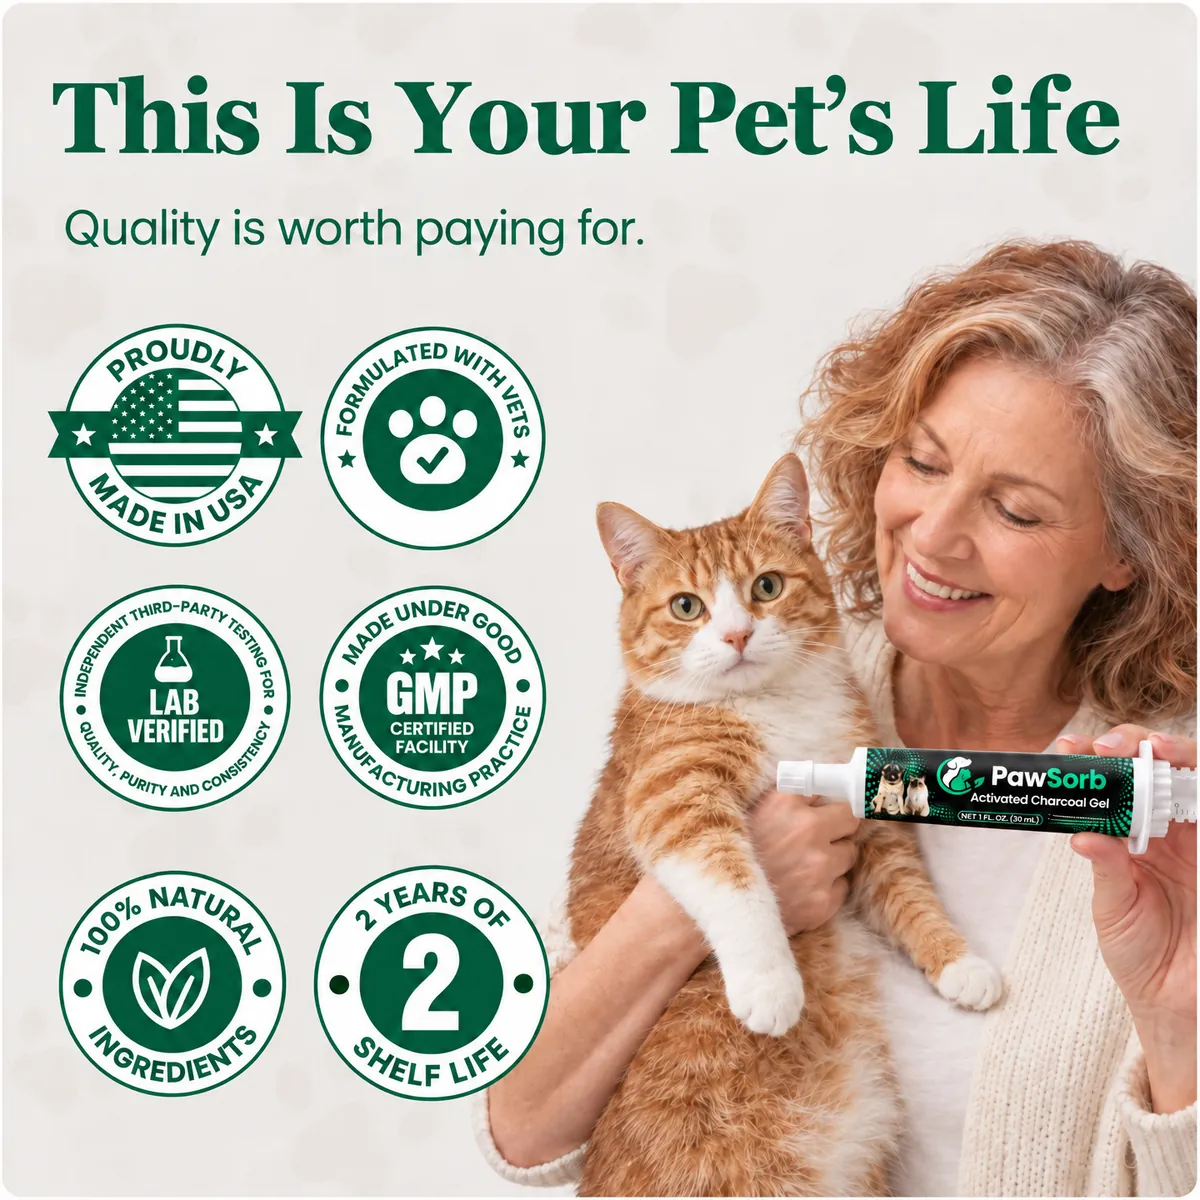 This Is Your Pet's Life
Quality is worth paying for.
PROUDLY
MADE IN USA
FORMULATED WITH VETS
INDEPENDENT THIRD-PARTY TESTING FOR
LAB
VERIFIED
QUALITY, PURITY AND CONSISTENCY
MADE UNDER GOOD
GMP
CERTIFIED
FACILITY
MANUFACTURING PRACTICE
100% NATURAL
INGREDIENTS
2 YEARS OF
2
SHELF LIFE
PawSorb
Activated Charcoal Gel
NET 1 FL. OZ. (30 mL)